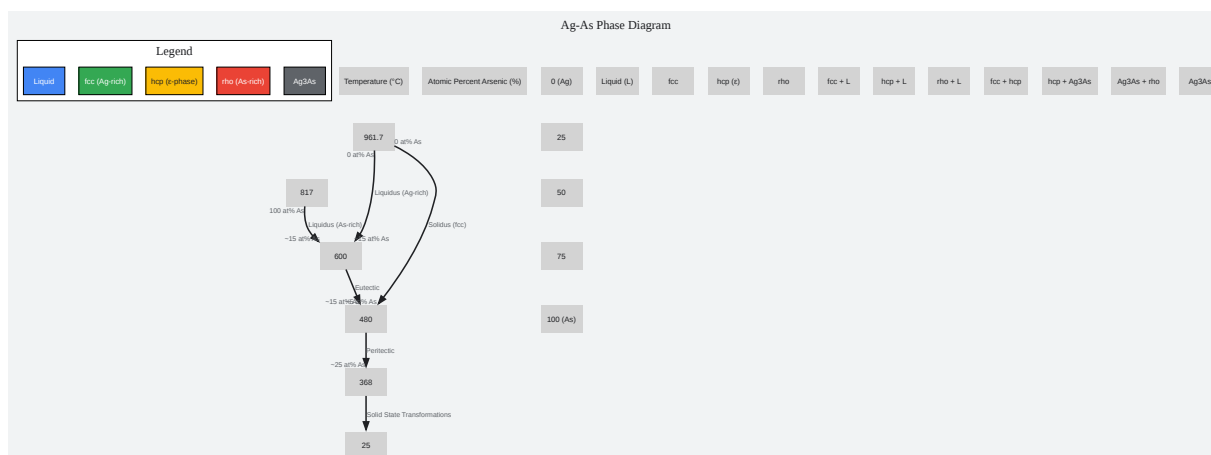 Ag-As Phase Diagram
Legend
Liquid
fcc (Ag-rich)
hcp (ε-phase)
rho (As-rich)
Ag3As
Temperature (°C)
Atomic Percent Arsenic (%)
0 (Ag)
Liquid (L)
fcc
hcp (ε)
rho
fcc + L
hcp + L
rho + L
fcc + hcp
hcp + Ag3As
Ag3As + rho
Ag3As
961.7
25
0 at% As
0 at% As
817
50
Liquidus (Ag-rich)
100 at% As
Liquidus (As-rich)
Solidus (fcc)
~15 at%
at% As
600
75
Eutectic
~15 at%
% As
480
100 (As)
Peritectic
~25 at% As
368
Solid State Transformations
25